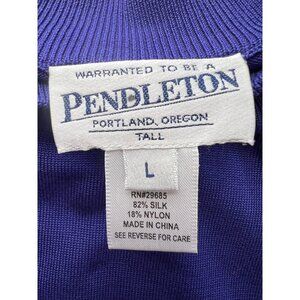 WARRANTED TO BE A
PENDLETON
PORTLAND, OREGON
TALL
L
RN#29685
82% SILK
18% NYLON
MADE IN CHINA
SEE REVERSE FOR CARE